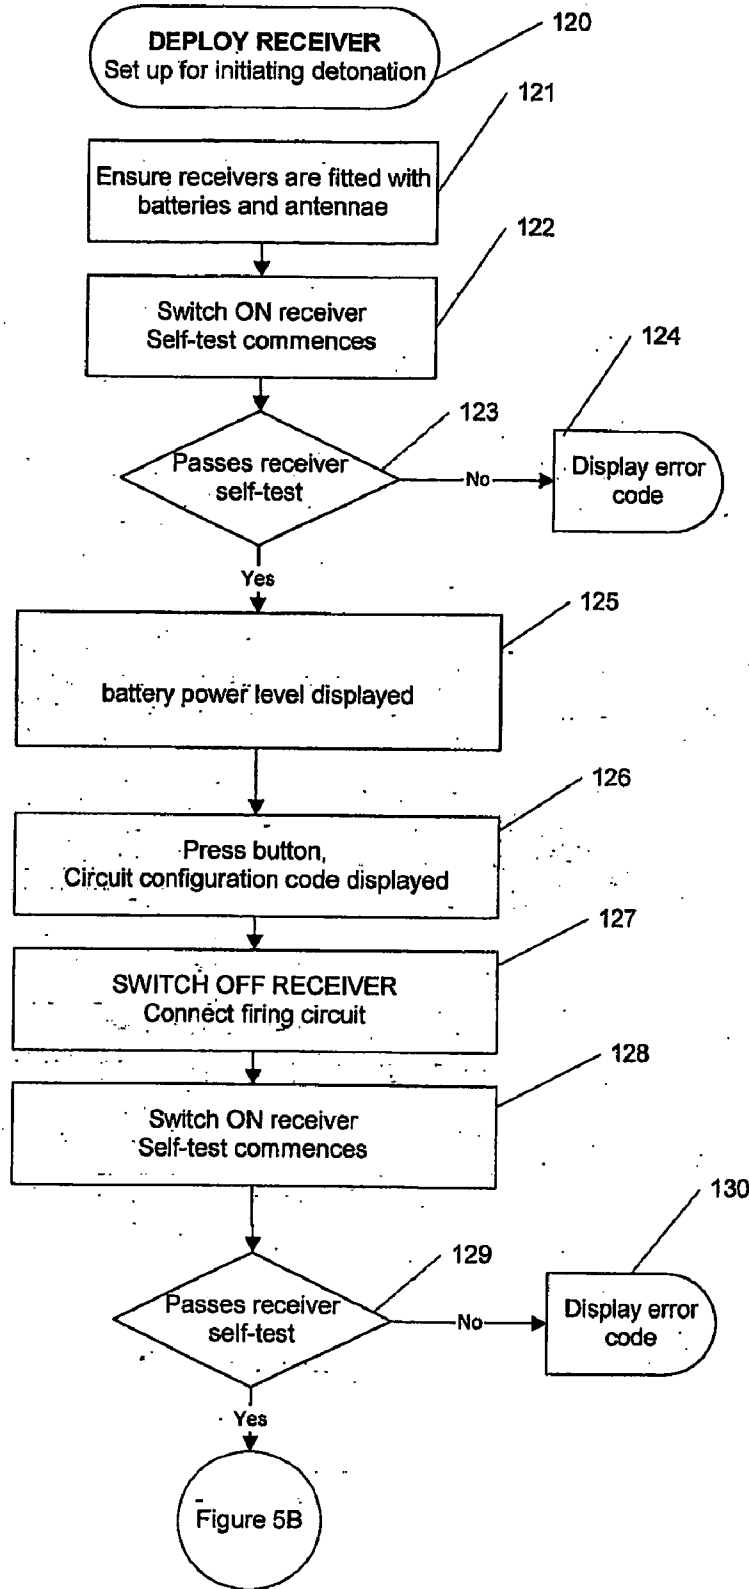 DEPLOY RECEIVER
Set up for initiating detonation
120
121
Ensure receivers are fitted with
batteries and antennae
122
Switch ON receiver
Self-test commences
124
123
Passes receiver
self-test
No
Display error
code
Yes
125
battery power level displayed
126
Press button,
Circuit configuration code displayed
127
SWITCH OFF RECEIVER
Connect firing circuit
128
Switch ON receiver
Self-test commences
130
129
Passes receiver
self-test
No
Display error
code
Yes
Figure 5B